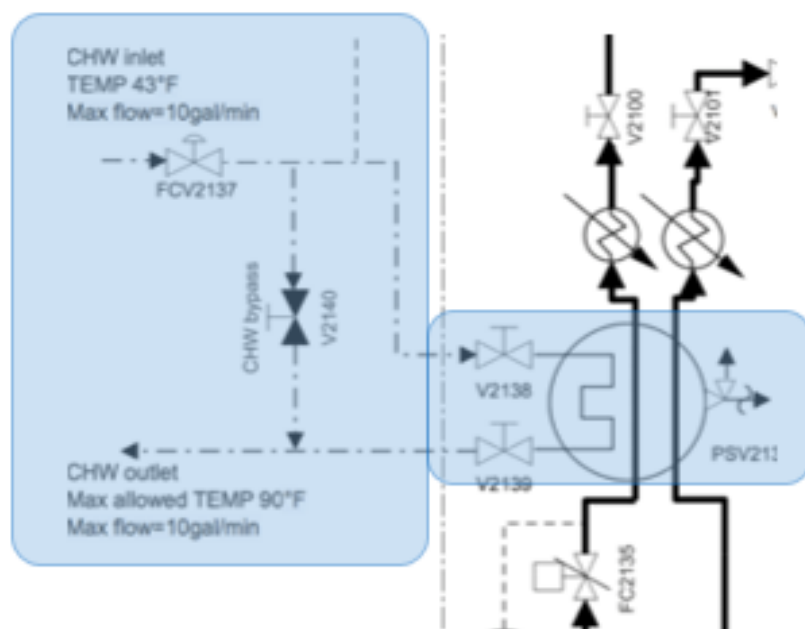 CHW inlet
TEMP 43°F
Max flow=10gal/min
FCV2137
CHW bypass
V2140
V2100
V2101
V2138
V2139
CHW outlet
Max allowed TEMP 90°F
Max flow=10gal/min
FC2135